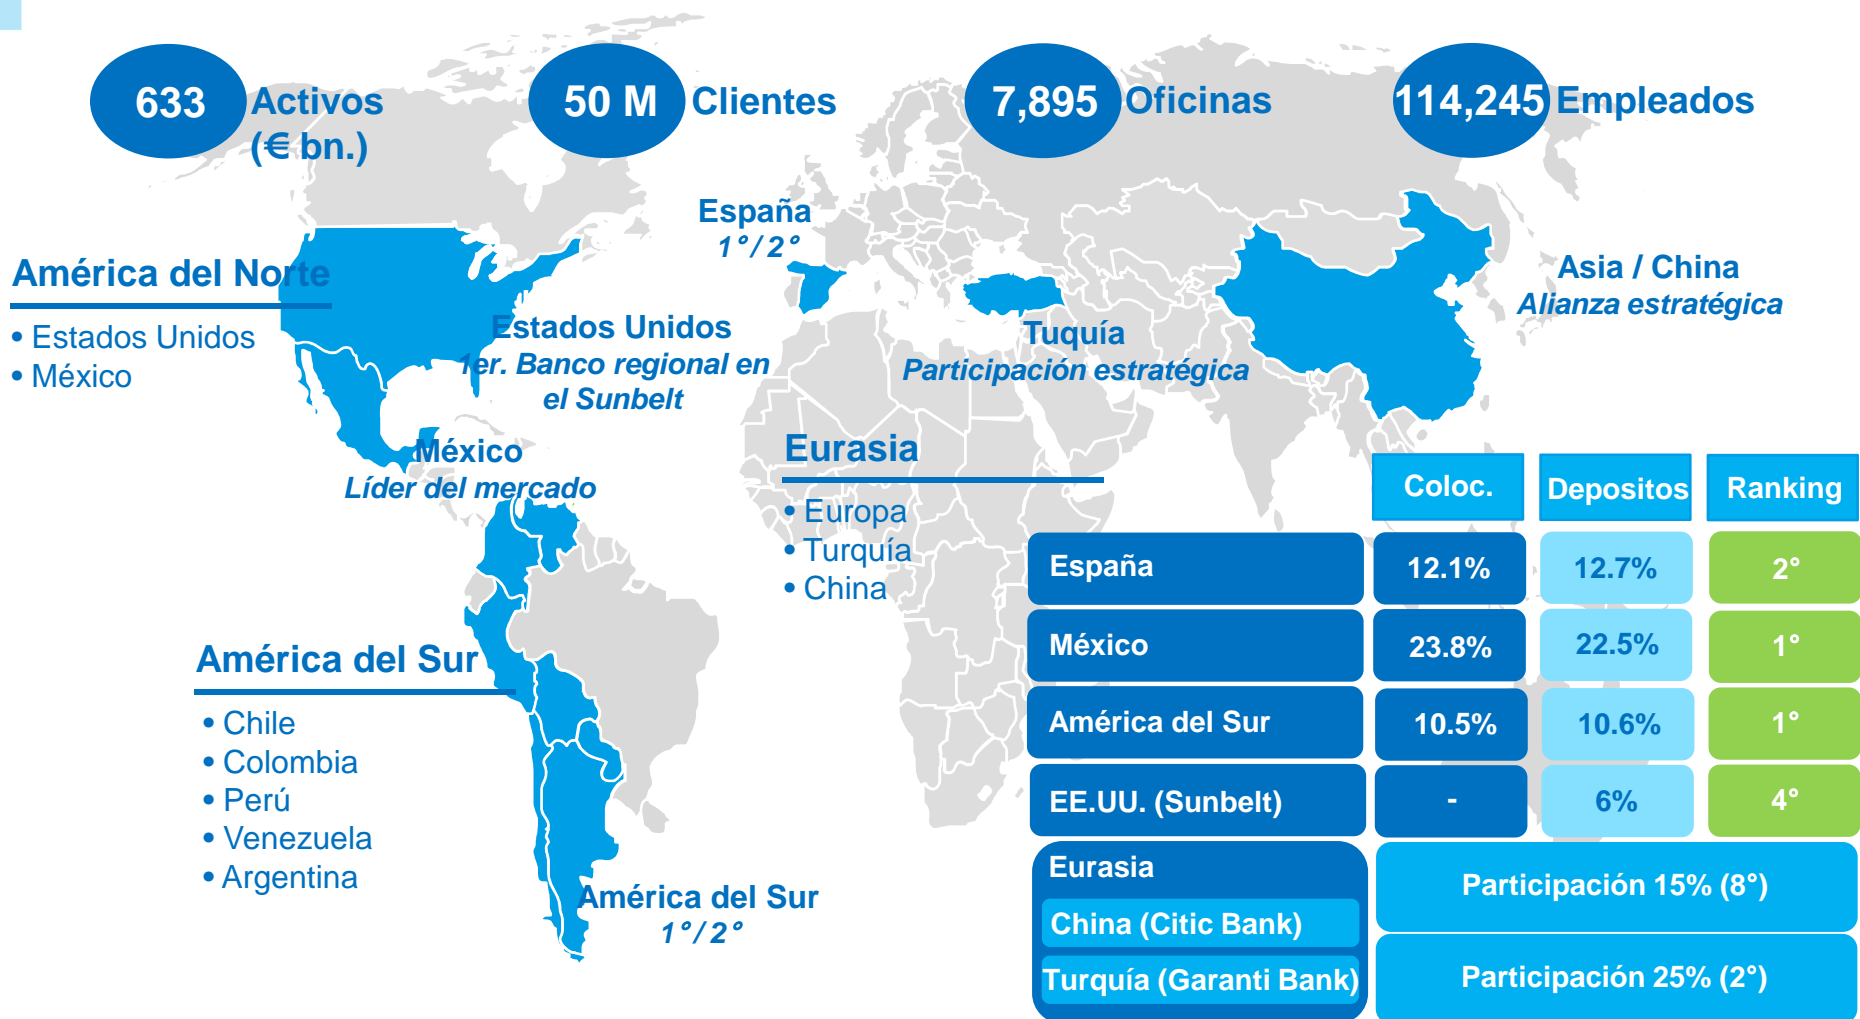 633
Activos
(€ bn.)
50 M
Clientes
7,895
Oficinas
114,245
Empleados
América del Norte
• Estados Unidos
• México
España
1°/2°
Estados Unidos
1er. Banco regional en
el Sunbelt
Tuquía
Participación estratégica
Asia / China
Alianza estratégica
México
Líder del mercado
Eurasia
• Europa
• Turquía
• China
América del Sur
• Chile
• Colombia
• Perú
• Venezuela
• Argentina
América del Sur
1°/2°
Coloc. Depositos Ranking
España 12.1% 12.7% 2°
México 23.8% 22.5% 1°
América del Sur 10.5% 10.6% 1°
EE.UU. (Sunbelt) - 6% 4°
Eurasia
China (Citic Bank)
Participación 15% (8°)
Turquía (Garanti Bank)
Participación 25% (2°)